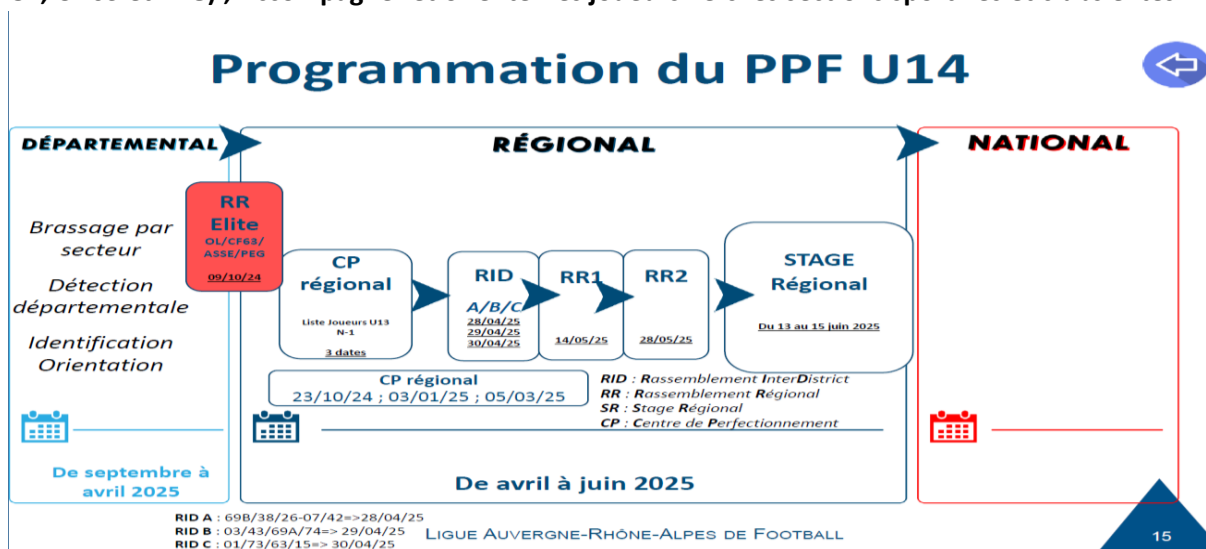 Programmation du PPF U14
DÉPARTEMENTAL
Brassage par
secteur
Détection
départementale
Identification
Orientation
De septembre à
avril 2025
RR
Elite
OL/CF63/
ASSE/PEG
09/10/24
RÉGIONAL
CP
régional
Liste Joueurs U13
N-1
3 dates
RID
A/B/C
28/04/25
29/04/25
30/04/25
RR1
14/05/25
RR2
28/05/25
STAGE
Régional
Du 13 au 15 juin 2025
CP régional
23/10/24 ; 03/01/25 ; 05/03/25
RID : Rassemblement InterDistrict
RR : Rassemblement Régional
SR : Stage Régional
CP : Centre de Perfectionnement
De avril à juin 2025
NATIONAL
RID A : 69B/38/26-07/42=>28/04/25
RID B : 03/43/69A/74=> 29/04/25
RID C : 01/73/63/15=> 30/04/25
LIGUE AUVERGNE-RHÔNE-ALPES DE FOOTBALL
15